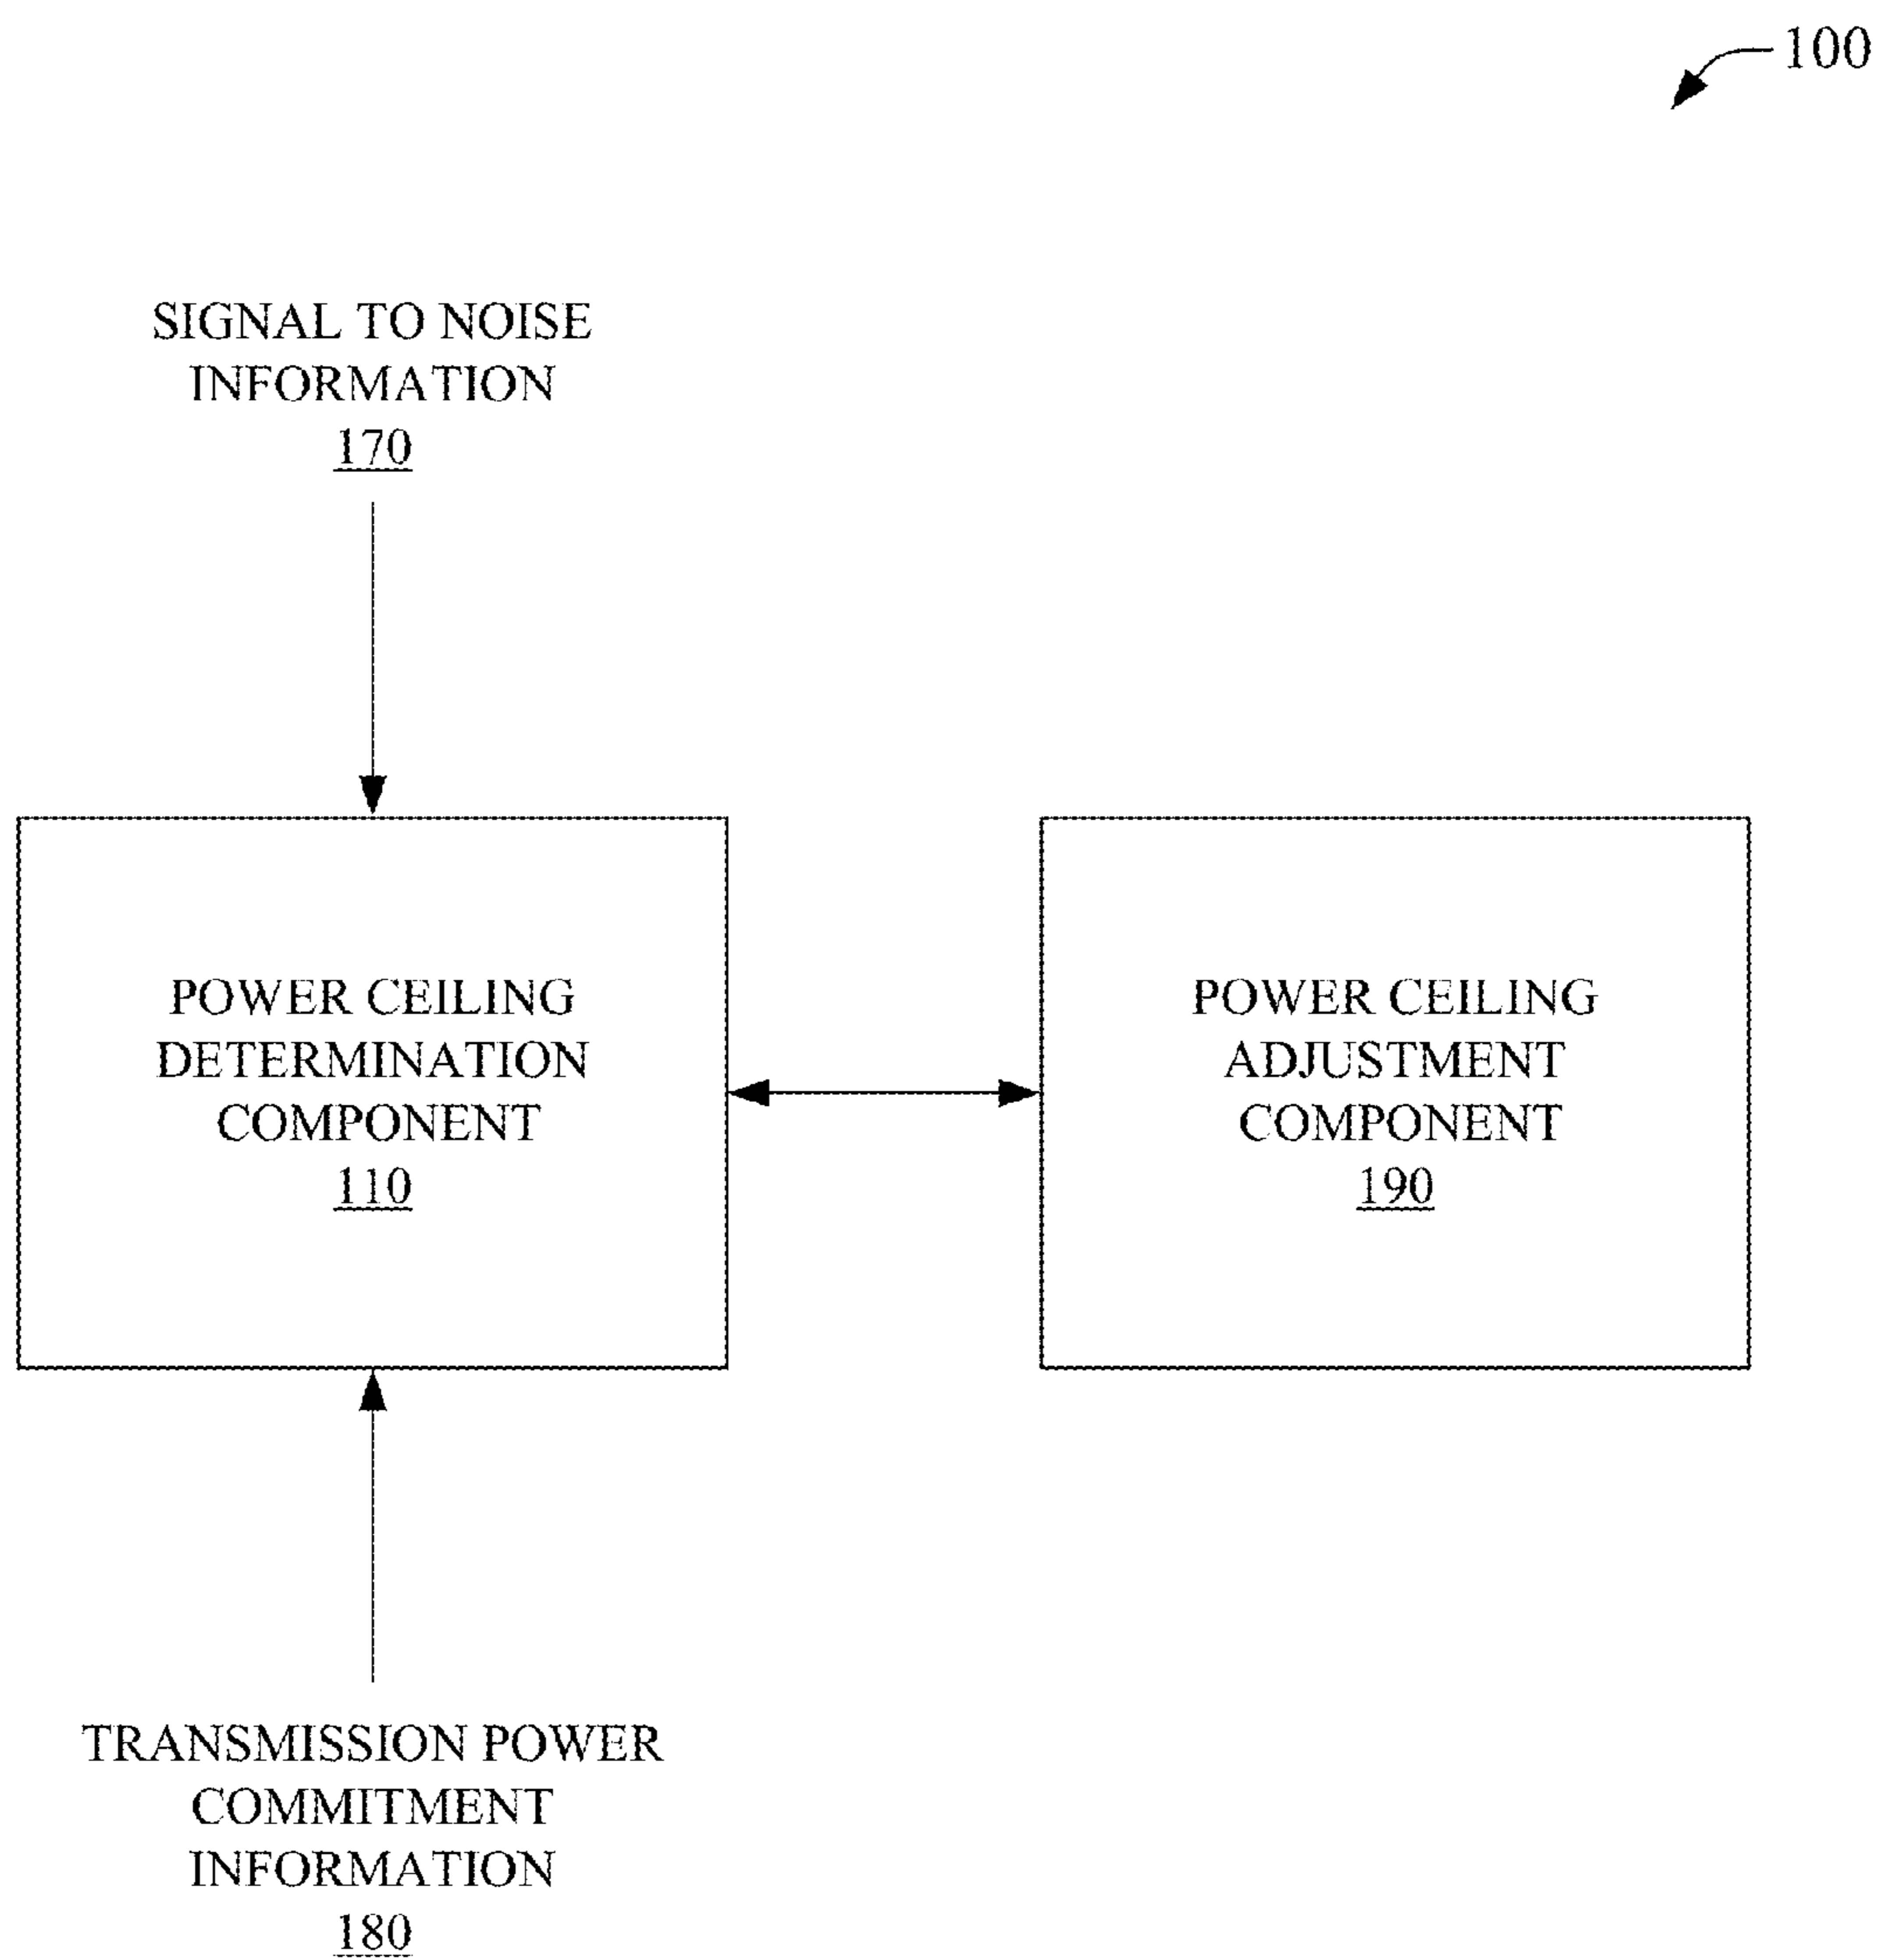 100
SIGNAL TO NOISE
INFORMATION
170
POWER CEILING
DETERMINATION
COMPONENT
110
POWER CEILING
ADJUSTMENT
COMPONENT
190
TRANSMISSION POWER
COMMITMENT
INFORMATION
180